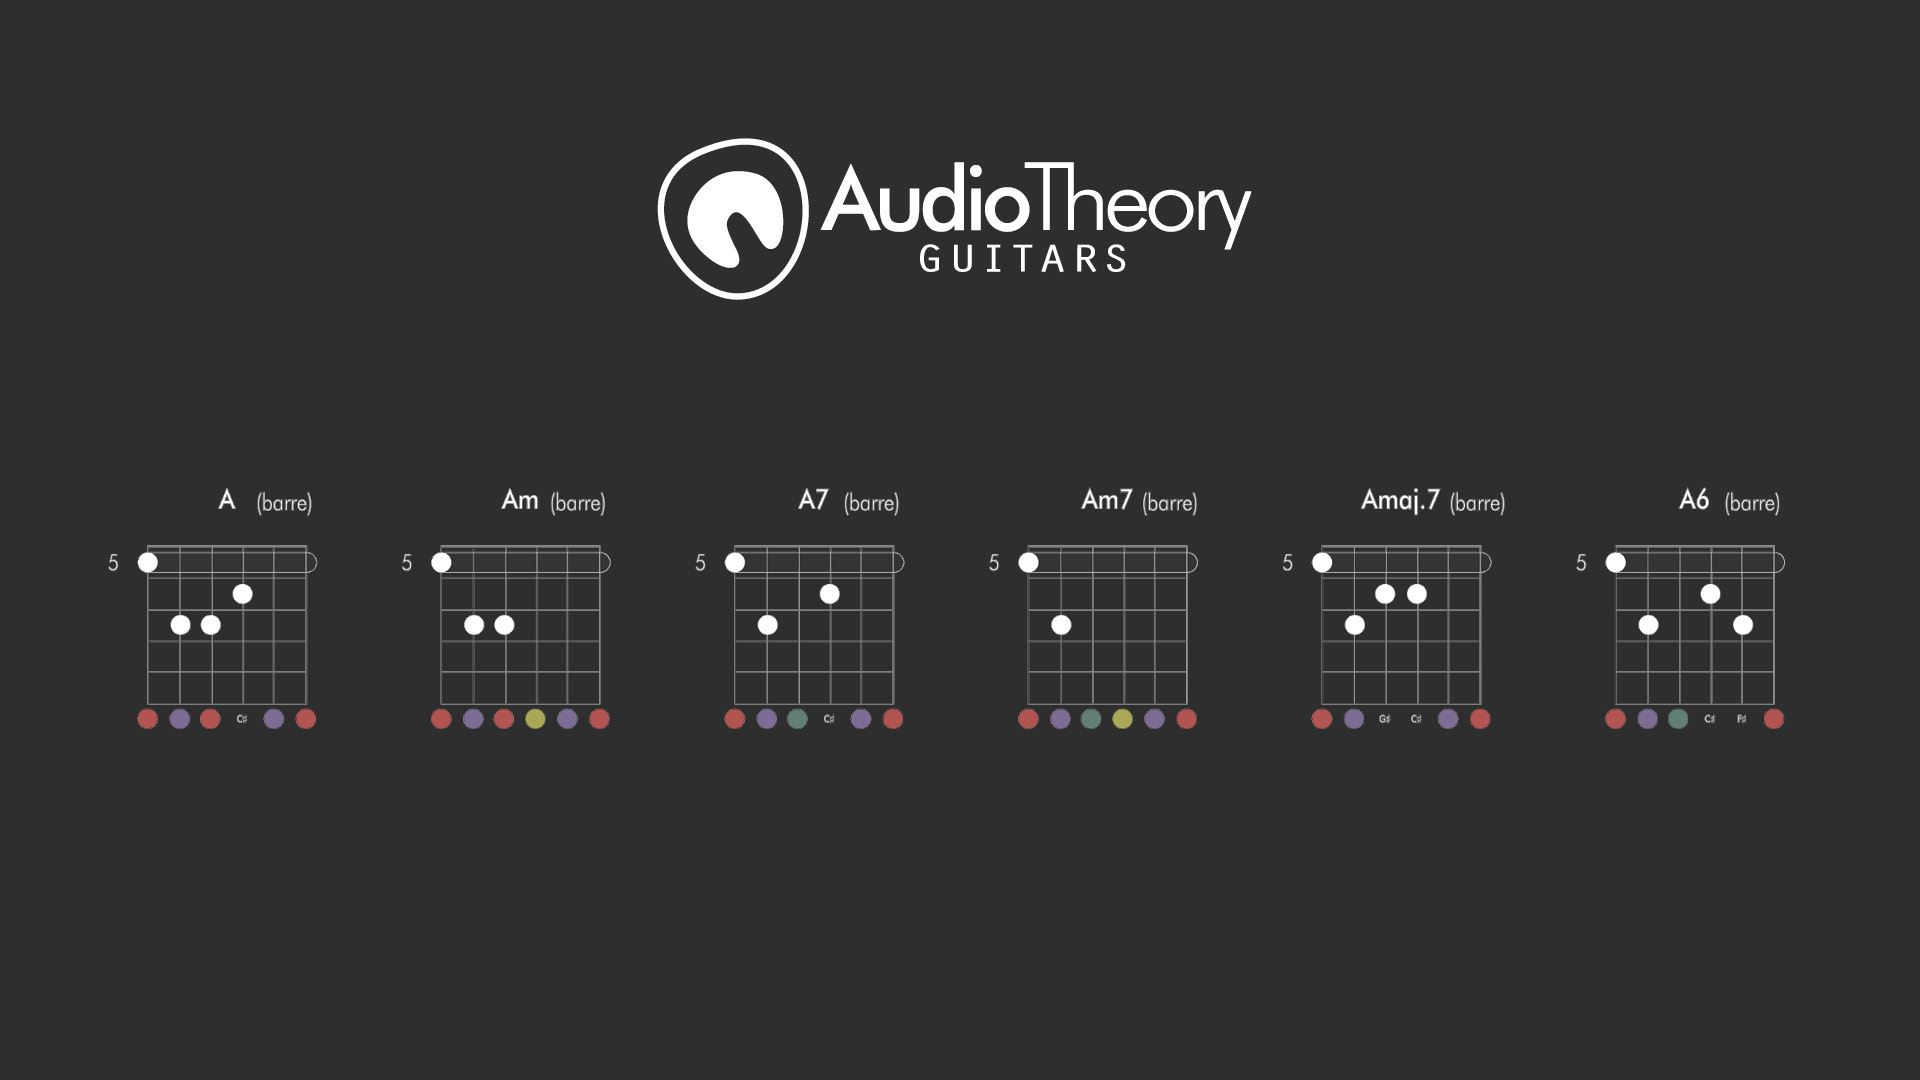 AudioTheory
GUITARS
A (barre)
Am (barre)
A7 (barre)
Am7 (barre)
Amaj.7 (barre)
A6 (barre)
5
5
5
5
5
5
C♯
C♯
G♯ C♯
C♯ F♯